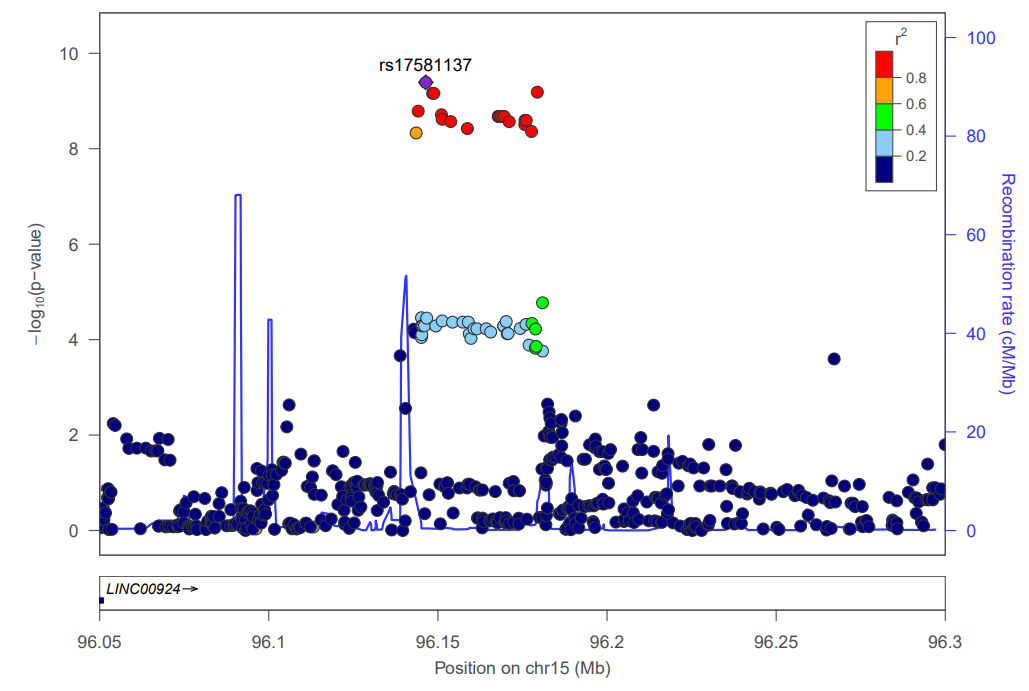 rs17581137
r2
0.8
0.6
0.4
0.2
10
8
6
4
2
0
−log10(p−value)
100
80
60
40
20
0
Recombination rate (cM/Mb)
LINC00924→
96.05 96.1 96.15 96.2 96.25 96.3
Position on chr15 (Mb)